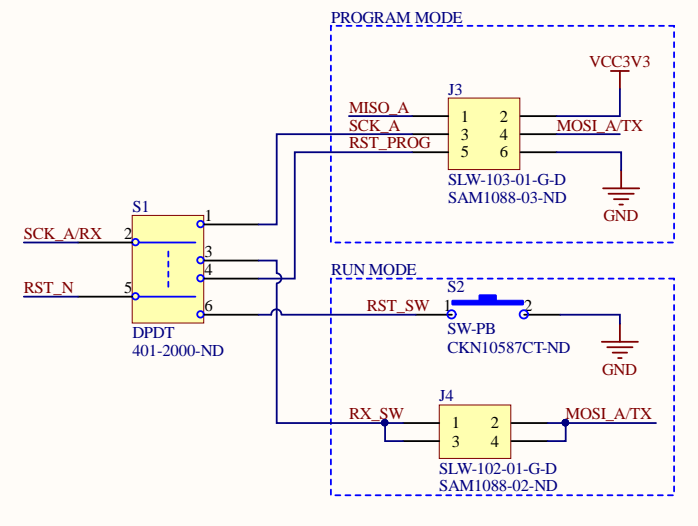 PROGRAM MODE
VCC3V3
J3
MISO_A 1 2
SCK_A 3 4 MOSI_A/TX
RST_PROG 5 6
SLW-103-01-G-D
SAM1088-03-ND
GND
S1
1
SCK_A/RX 2
3
4
RST_N 5
6
DPDT
401-2000-ND
RUN MODE
S2
RST_SW 1 2
SW-PB
CKN10587CT-ND
GND
J4
RX_SW 1 2 MOSI_A/TX
3 4
SLW-102-01-G-D
SAM1088-02-ND